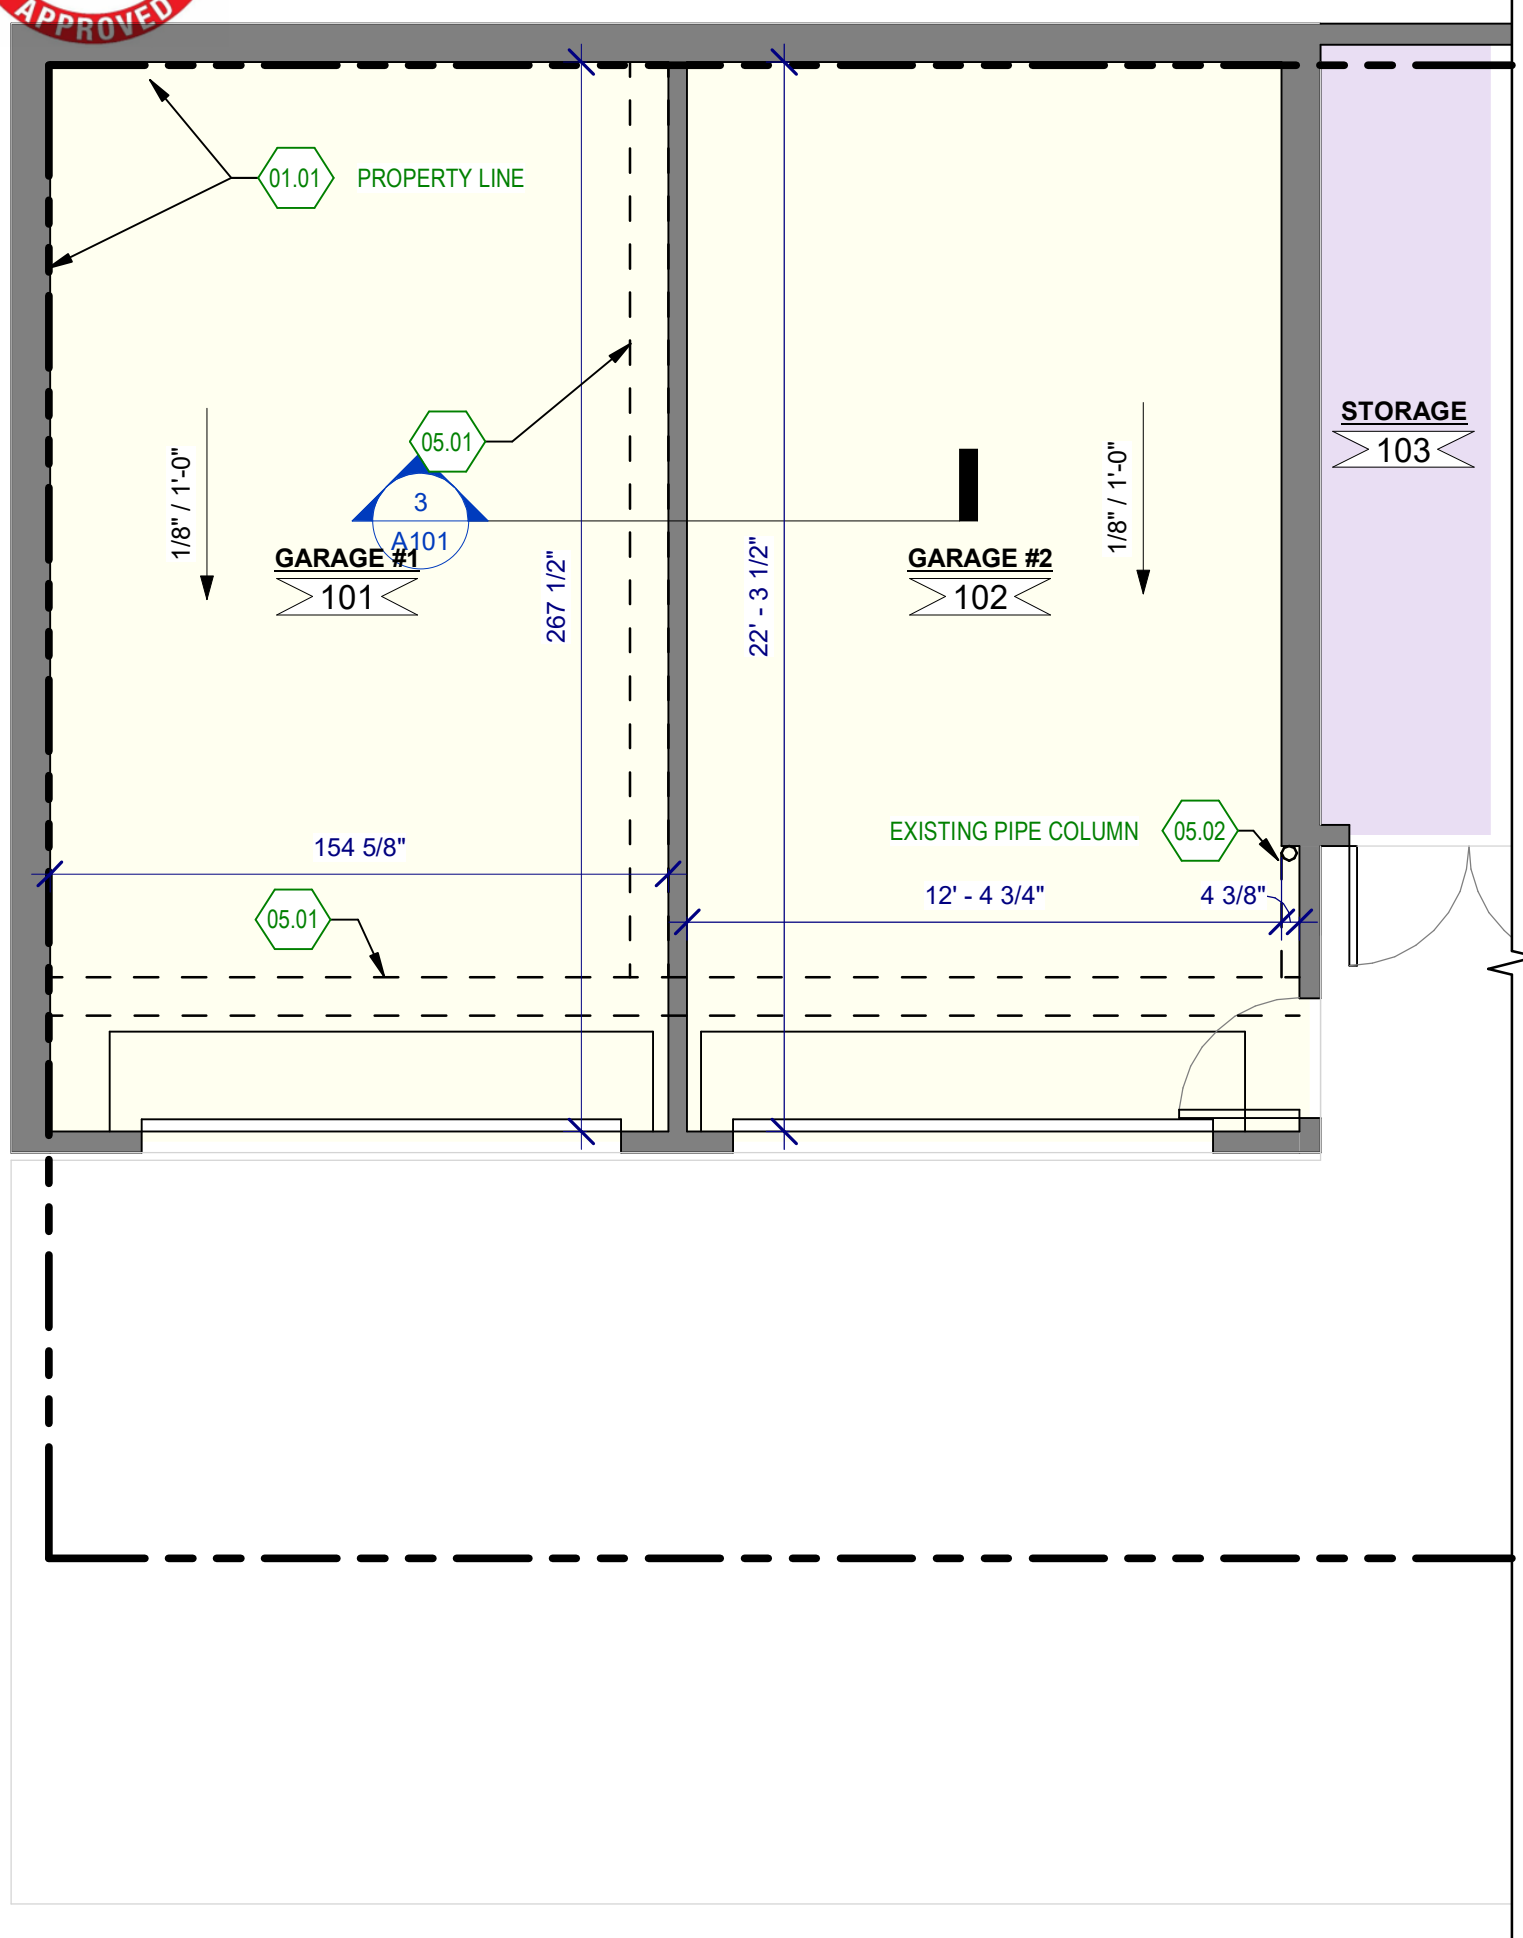 APPROVED
01.01 PROPERTY LINE
05.01
STORAGE
103
1/8" / 1'-0"
1/8" / 1'-0"
3
A101
GARAGE #1
101
267 1/2"
22' - 3 1/2"
GARAGE #2
102
EXISTING PIPE COLUMN 05.02
154 5/8"
12' - 4 3/4"
4 3/8"
05.01